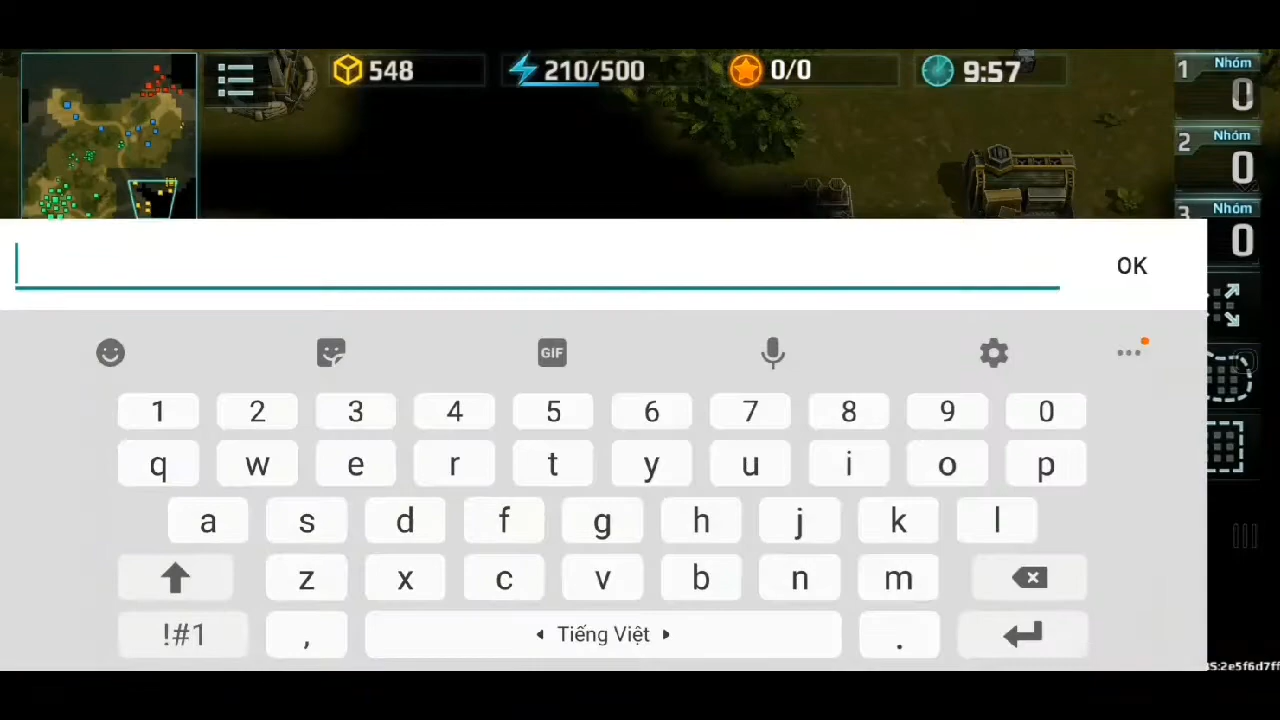 548
210/500
0/0
9:57
1 Nhóm
0
2 Nhóm
0
3 Nhóm
0
OK
GIF
1 2 3 4 5 6 7 8 9 0
q w e r t y u i o p
a s d f g h j k l
z x c v b n m
!#1 , Tiếng Việt .
S:2e5f6d7ff